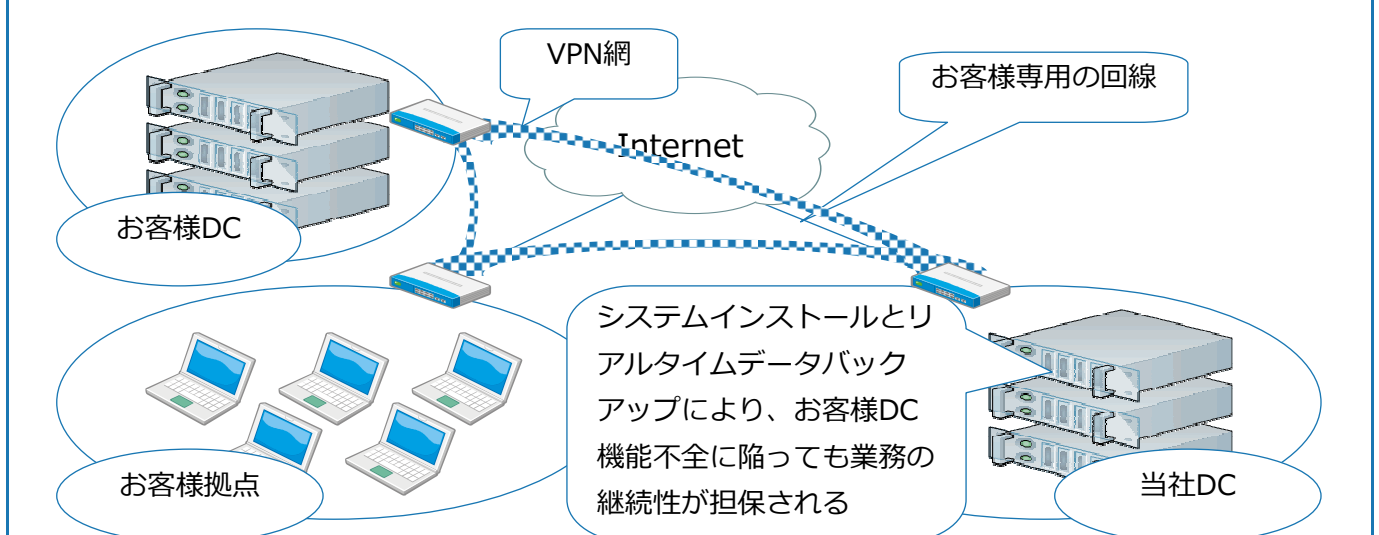 VPN網
お客様専用の回線
Internet
お客様DC
システムインストールとリ
アルタイムデータバック
アップにより、お客様DC
機能不全に陥っても業務の
継続性が担保される
お客様拠点
当社DC